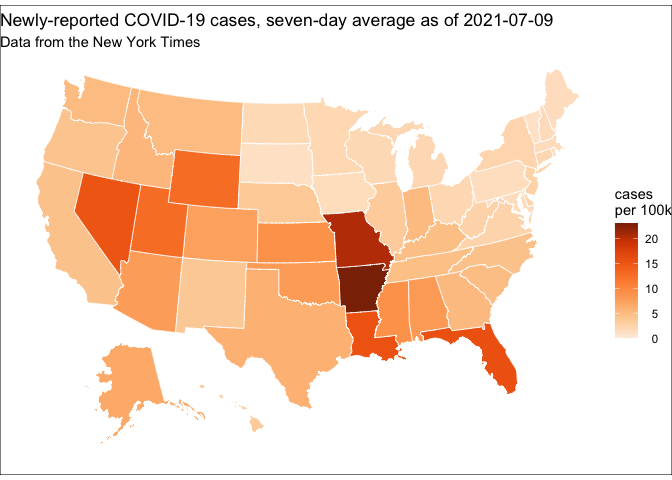 Newly-reported COVID-19 cases, seven-day average as of 2021-07-09
Data from the New York Times
cases
per 100k
20
15
10
5
0